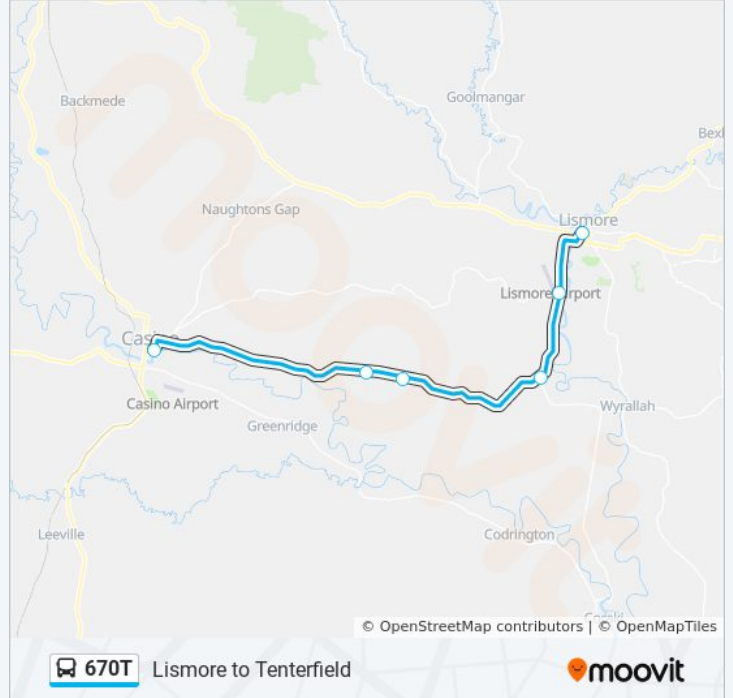 Backmede
Goolmangar
Naughtons Gap
Lismore
Lismore Airport
Casino
Casino Airport
Wyrallah
Greenridge
Leeville
Codrington
© OpenStreetMap contributors | © OpenMapTiles
670T Lismore to Tenterfield
moovit